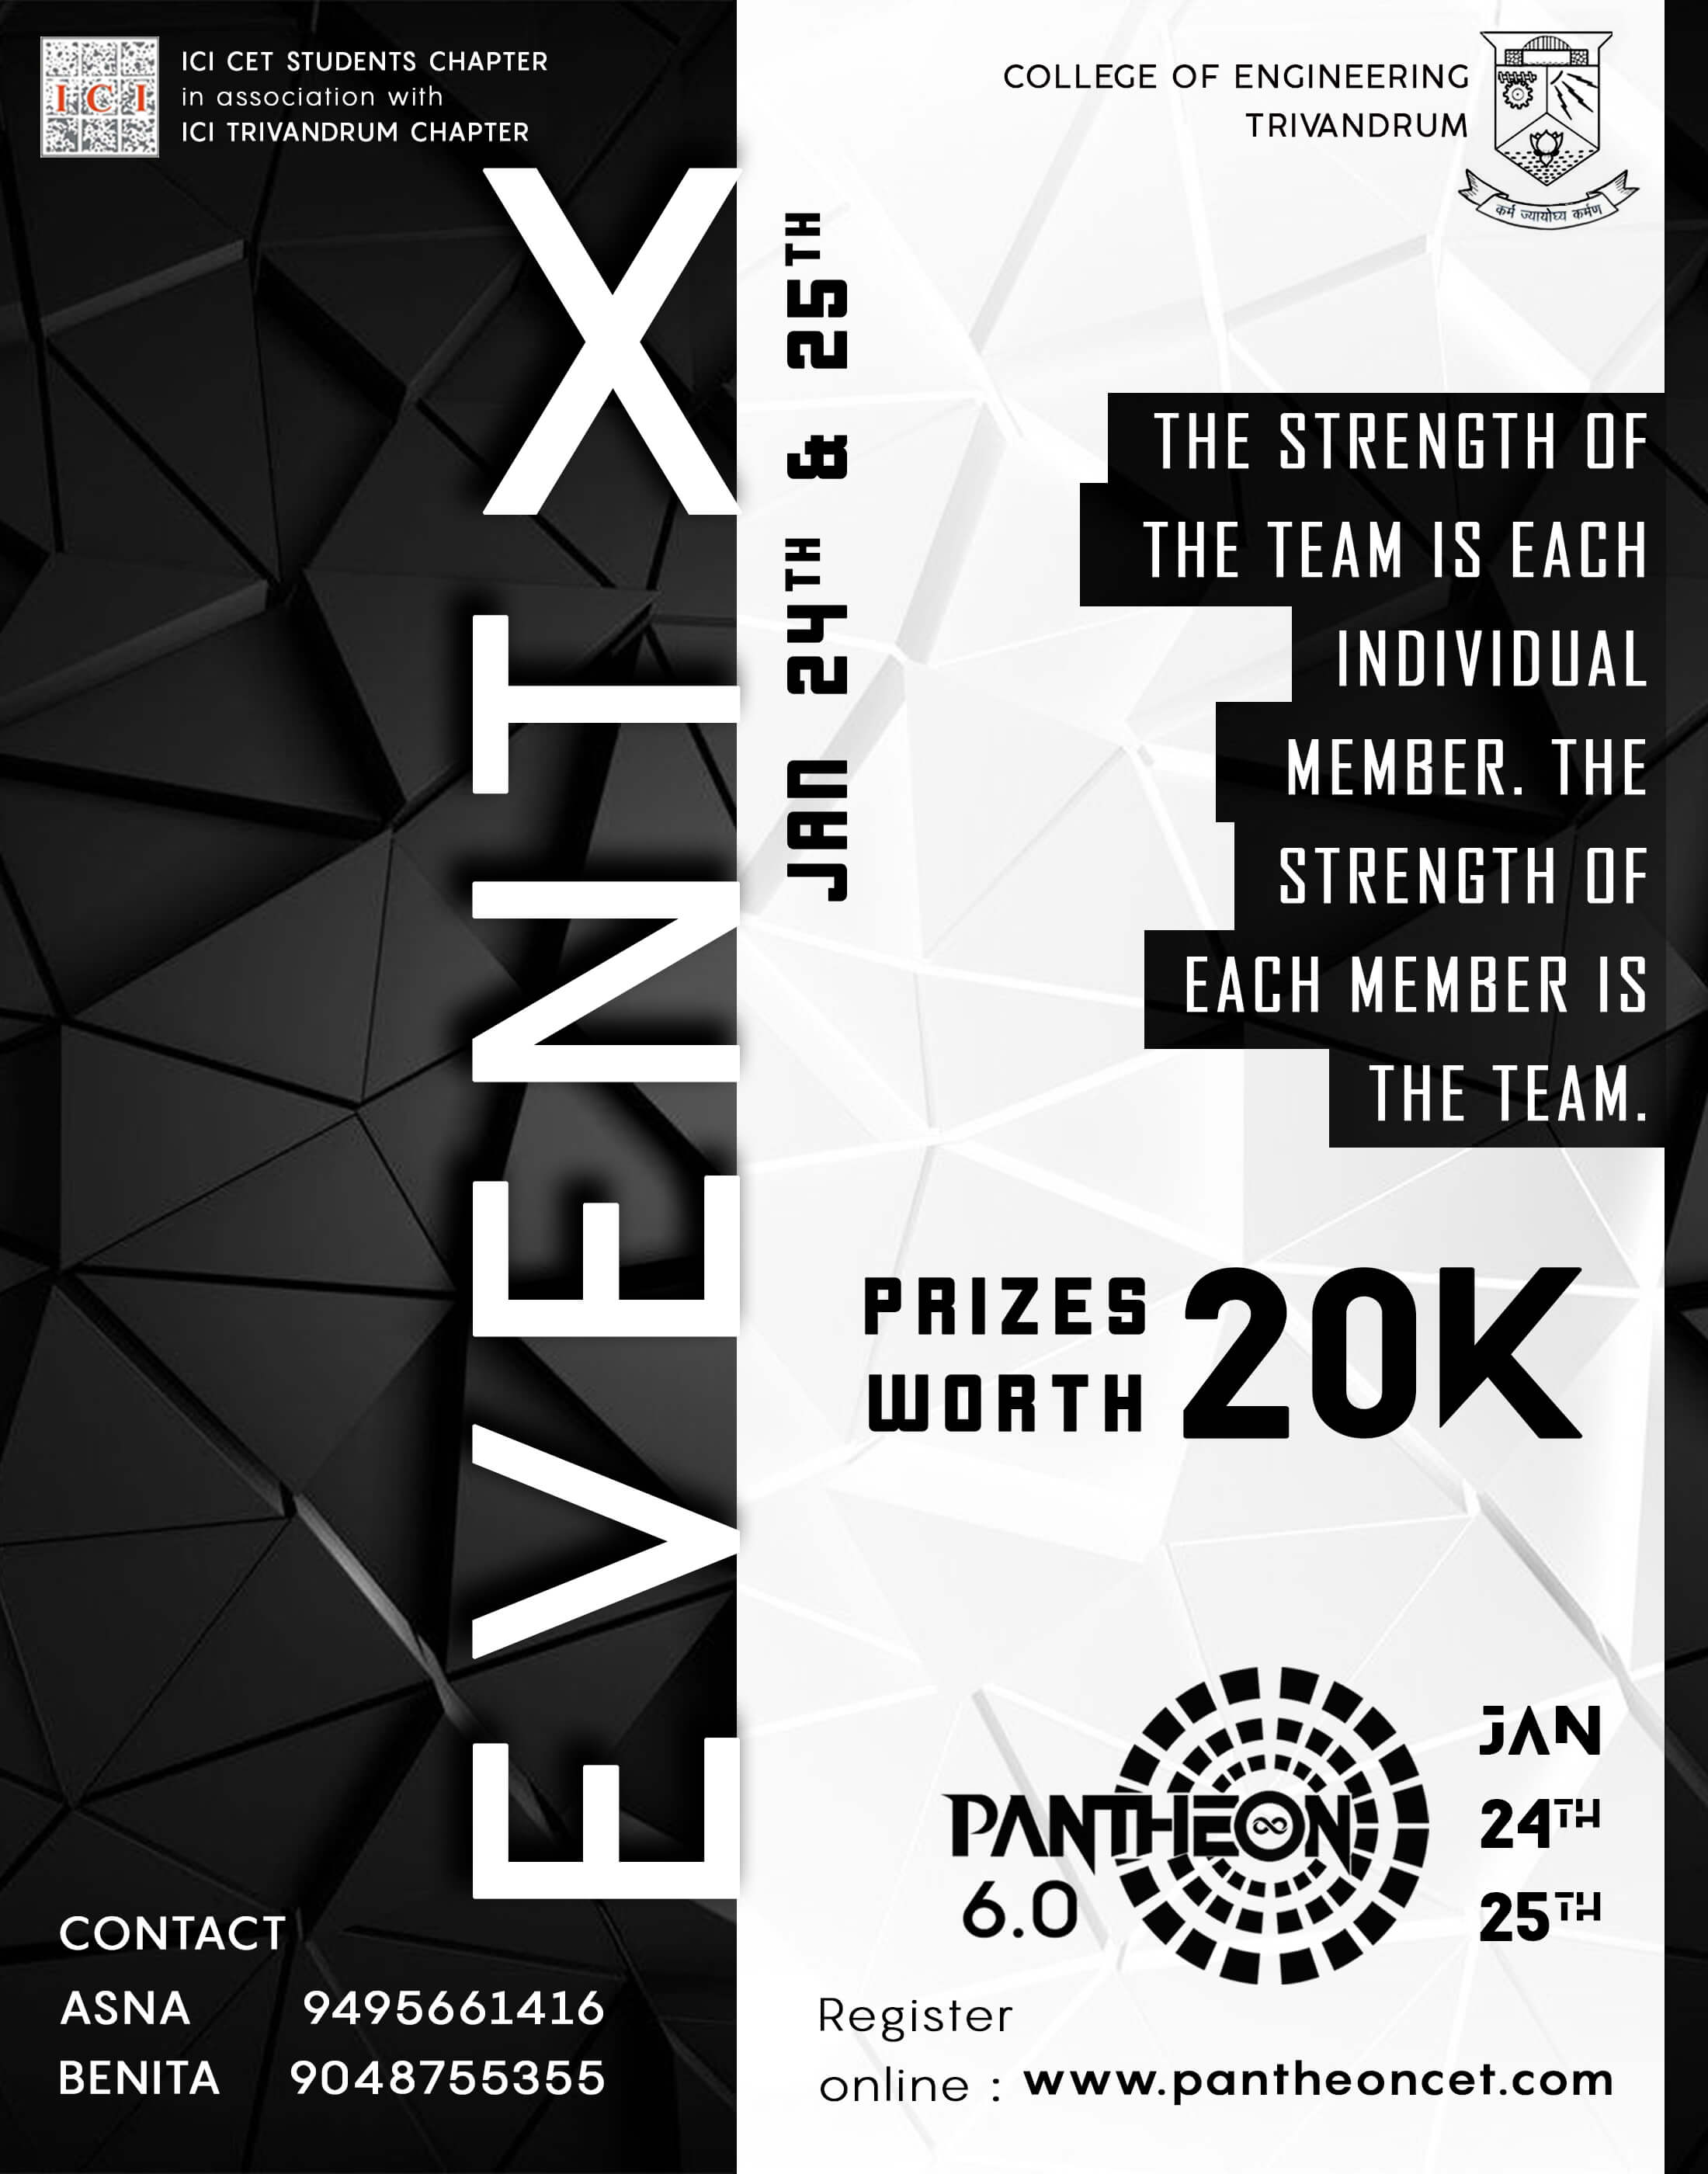 ICI
ICI CET STUDENTS CHAPTER
in association with
ICI TRIVANDRUM CHAPTER
COLLEGE OF ENGINEERING
TRIVANDRUM
कर्म ज्यायोध्य कर्मण
EVENT X
JAN 24TH & 25TH
THE STRENGTH OF
THE TEAM IS EACH
INDIVIDUAL
MEMBER. THE
STRENGTH OF
EACH MEMBER IS
THE TEAM.
PRIZES
WORTH
20K
PANTHEON
6.0
JAN
24TH
25TH
CONTACT
ASNA 9495661416
BENITA 9048755355
Register
online : www.pantheoncet.com